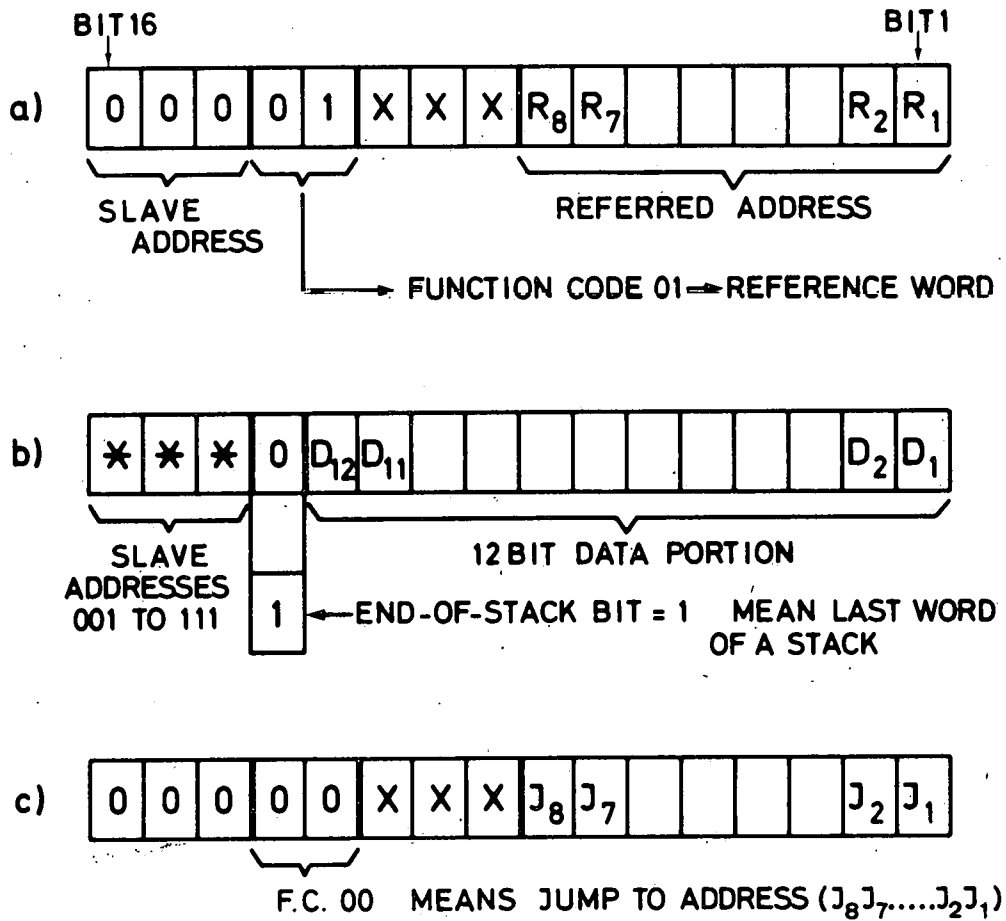 BIT16 BIT1
a) 0 0 0 0 1 X X X R8 R7 R2 R1
SLAVE ADDRESS
REFERRED ADDRESS
FUNCTION CODE 01 → REFERENCE WORD
b) * * * 0 D12 D11 D2 D1
SLAVE ADDRESSES 001 TO 111
12 BIT DATA PORTION
1 ← END-OF-STACK BIT = 1 MEAN LAST WORD OF A STACK
c) 0 0 0 0 0 X X X J8 J7 J2 J1
F.C. 00 MEANS JUMP TO ADDRESS (J8J7.....J2J1)